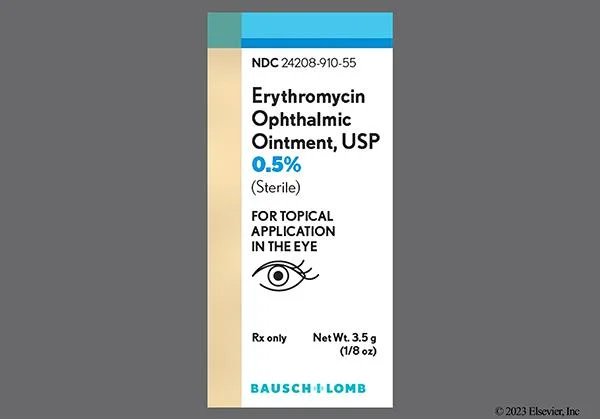 NDC 24208-910-55
Erythromycin
Ophthalmic
Ointment, USP
0.5%
(Sterile)
FOR TOPICAL
APPLICATION
IN THE EYE
Rx only
Net Wt. 3.5 g
(1/8 oz)
BAUSCH+LOMB
© 2023 Elsevier, Inc